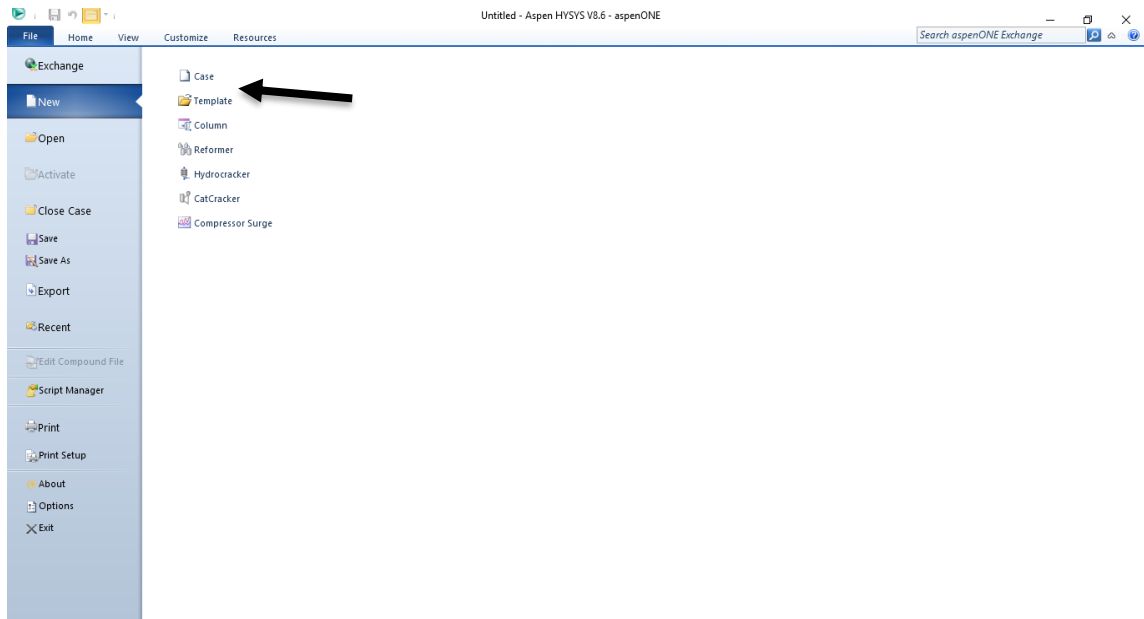 Untitled - Aspen HYSYS V8.6 - aspenONE
File Home View Customize Resources Search aspenONE Exchange
Exchange
New
Open
Activate
Close Case
Save
Save As
Export
Recent
Edit Compound File
Script Manager
Print
Print Setup
About
Options
Exit
Case
Template
Column
Reformer
Hydrocracker
CatCracker
Compressor Surge